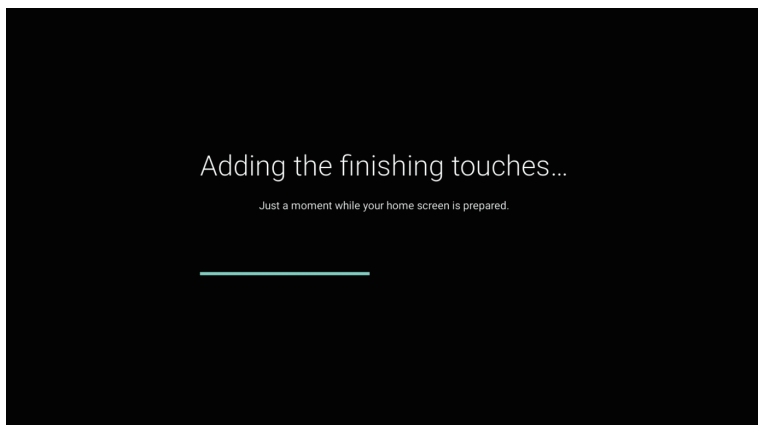 Adding the finishing touches...
Just a moment while your home screen is prepared.